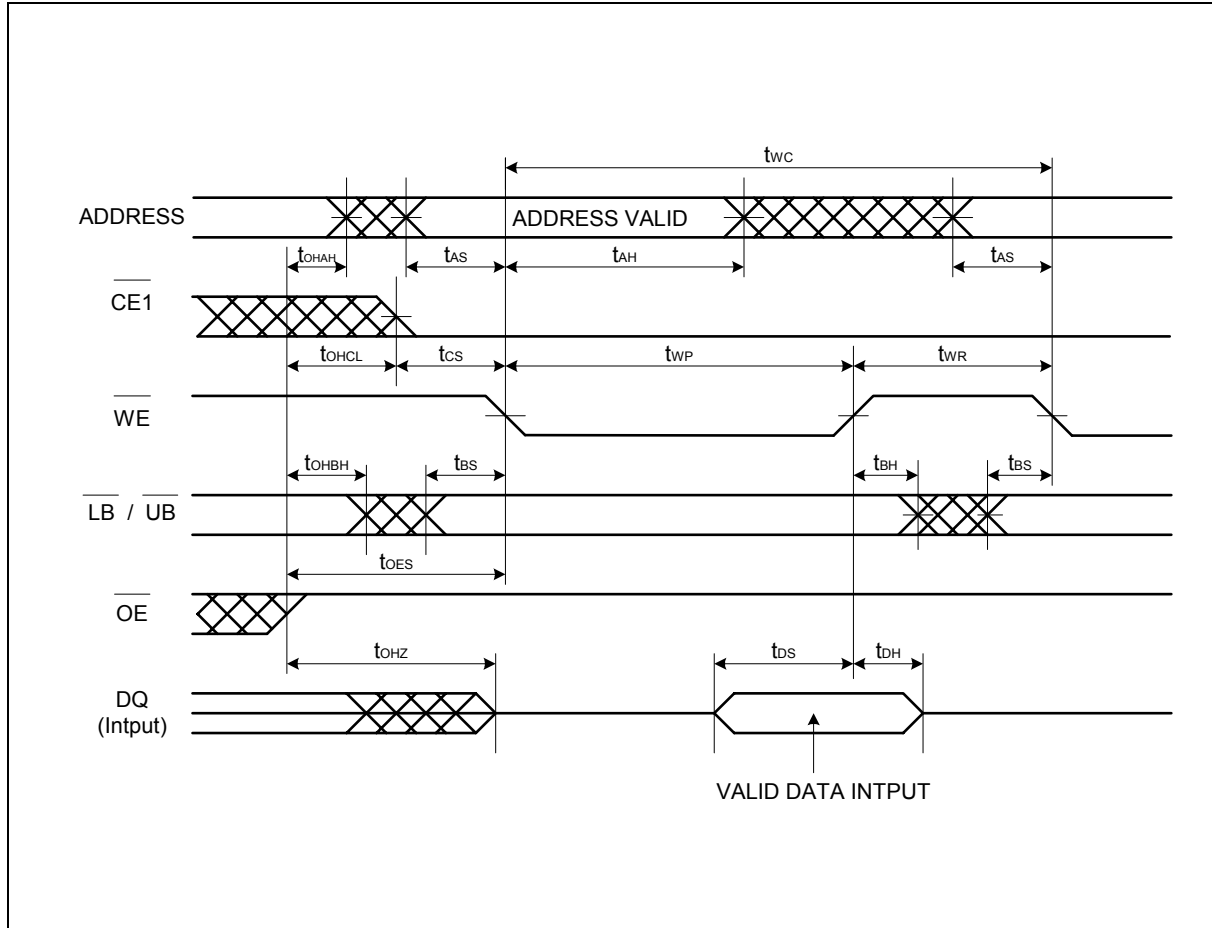 tWC
ADDRESS
ADDRESS VALID
tOHAH
tAS
tAH
tAS
CE1
tOHCL
tCS
tWP
tWR
WE
tOHBH
tBS
tBH
tBS
LB / UB
tOES
OE
tOHZ
tDS
tDH
DQ
(Intput)
VALID DATA INTPUT